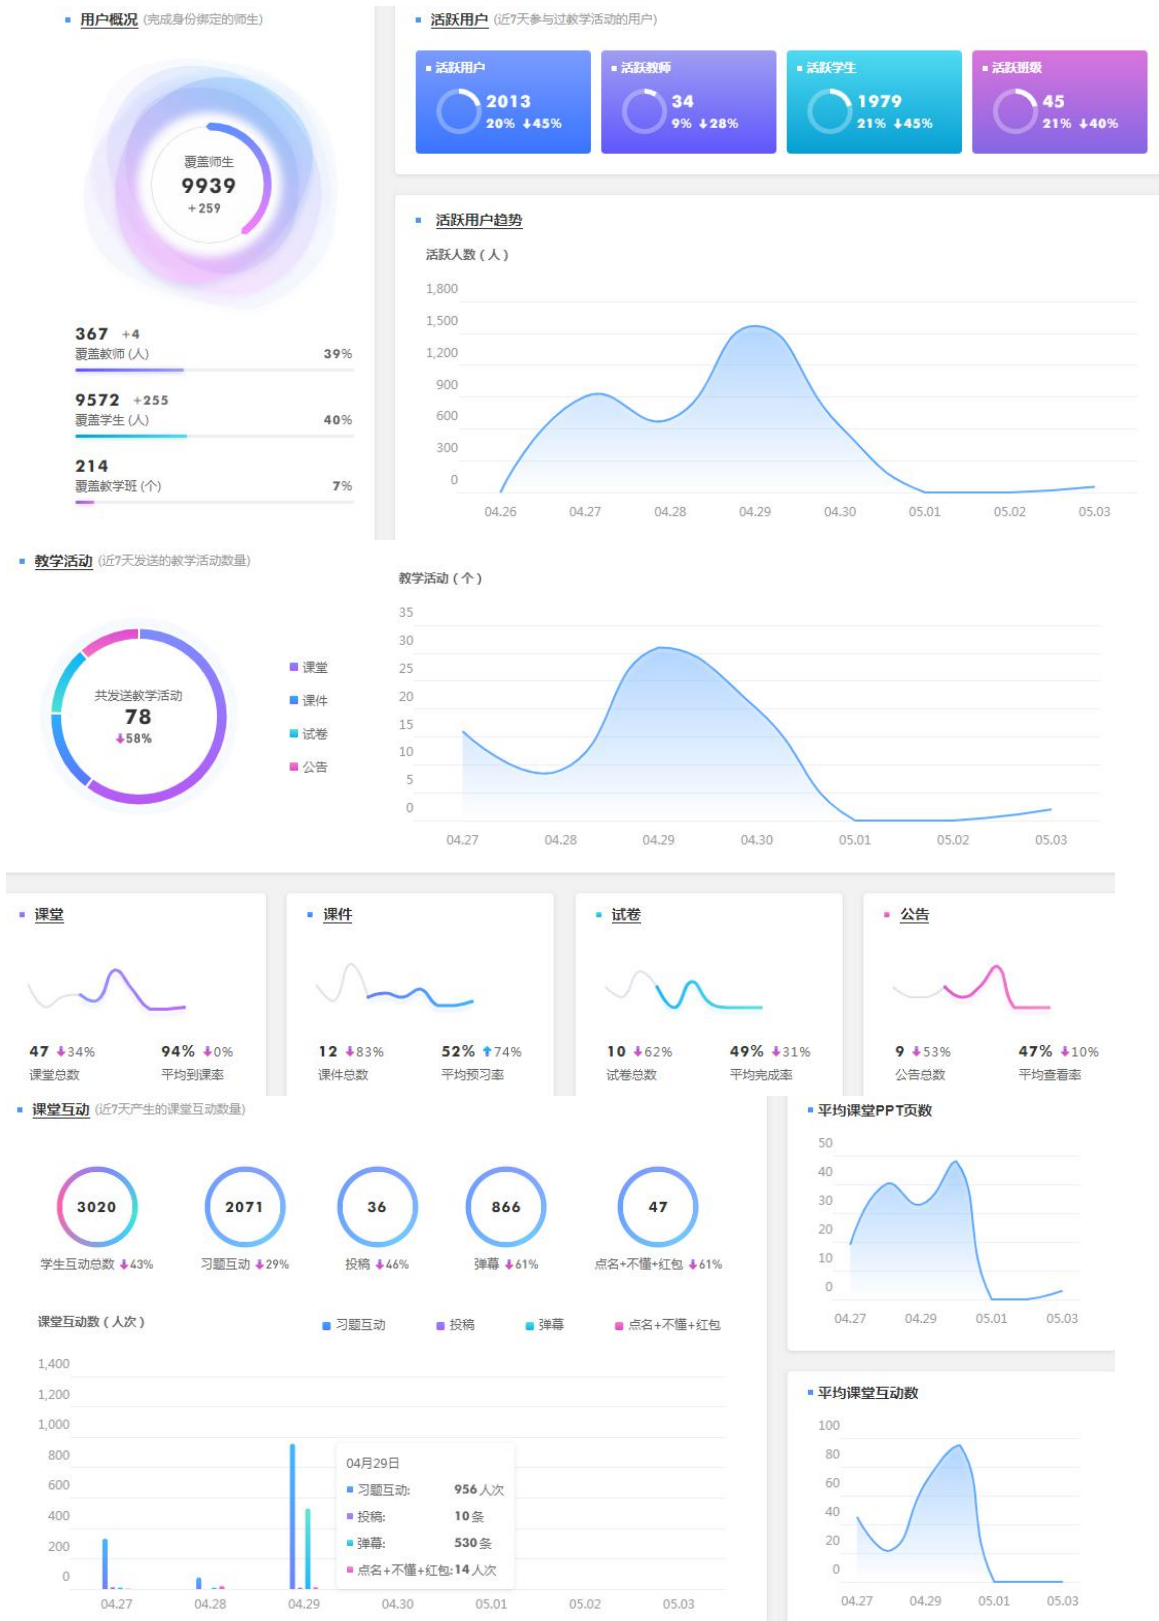 用户概况 (完成身份绑定的师生)
覆盖师生
9939
+259
367 +4
覆盖教师 (人) 39%
9572 +255
覆盖学生 (人) 40%
214
覆盖教学班 (个) 7%
活跃用户 (近7天参与过教学活动的用户)
活跃用户
2013
20% ↓45%
活跃教师
34
9% ↓28%
活跃学生
1979
21% ↓45%
活跃班级
45
21% ↓40%
活跃用户趋势
活跃人数 ( 人 )
1,800
1,500
1,200
900
600
300
0
04.26 04.27 04.28 04.29 04.30 05.01 05.02 05.03
教学活动 (近7天发送的教学活动数量)
共发送教学活动
78
↓58%
课堂
课件
试卷
公告
教学活动 ( 个 )
35
30
25
20
15
10
5
0
04.27 04.28 04.29 04.30 05.01 05.02 05.03
课堂
47 ↓34% 94% ↓0%
课堂总数 平均到课率
课件
12 ↓83% 52% ↑74%
课件总数 平均预习率
试卷
10 ↓62% 49% ↓31%
试卷总数 平均完成率
公告
9 ↓53% 47% ↓10%
公告总数 平均查看率
课堂互动 (近7天产生的课堂互动数量)
3020 2071 36 866 47
学生互动总数 ↓43% 习题互动 ↓29% 投稿 ↓46% 弹幕 ↓61% 点名+不懂+红包 ↓61%
课堂互动数 ( 人次 ) 习题互动 投稿 弹幕 点名+不懂+红包
1,400
1,200
1,000
800
600
400
200
0
04月29日
习题互动: 956 人次
投稿: 10 条
弹幕: 530 条
点名+不懂+红包: 14 人次
04.27 04.28 04.29 04.30 05.01 05.02 05.03
平均课堂PPT页数
50
40
30
20
10
0
04.27 04.29 05.01 05.03
平均课堂互动数
100
80
60
40
20
0
04.27 04.29 05.01 05.03